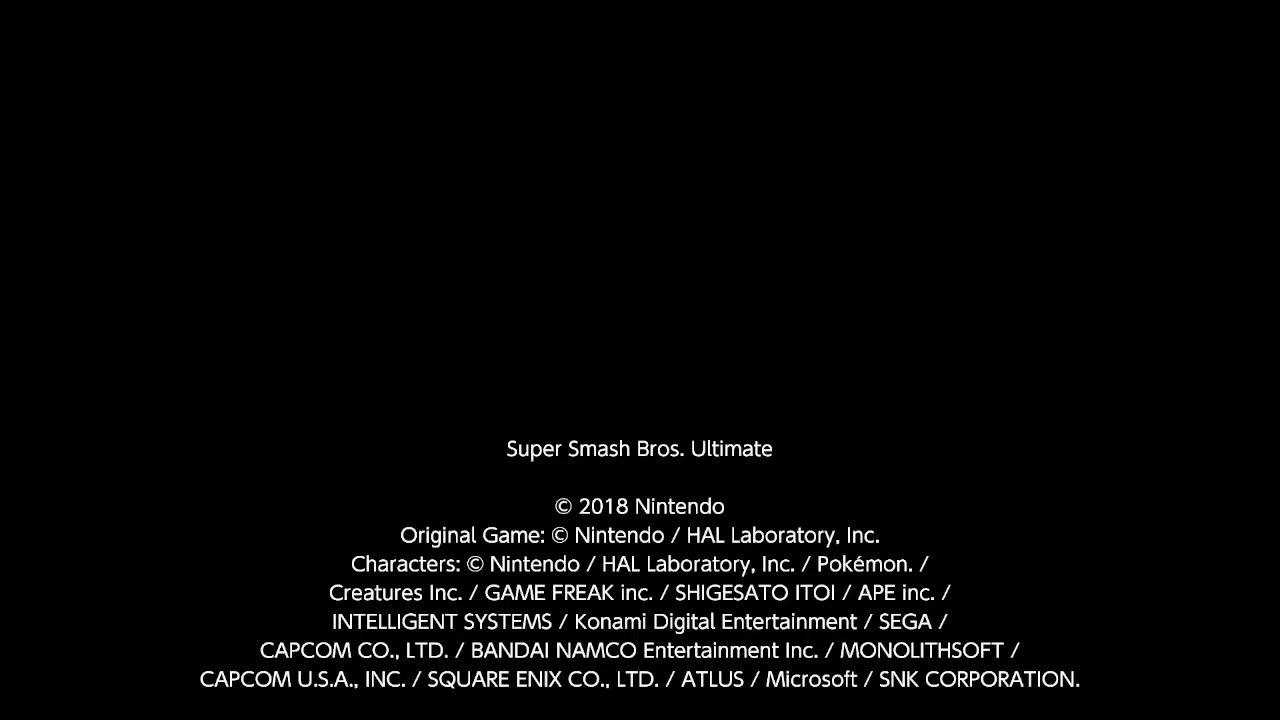 Super Smash Bros. Ultimate
© 2018 Nintendo
Original Game: © Nintendo / HAL Laboratory, Inc.
Characters: © Nintendo / HAL Laboratory, Inc. / Pokémon. /
Creatures Inc. / GAME FREAK inc. / SHIGESATO ITOI / APE inc. /
INTELLIGENT SYSTEMS / Konami Digital Entertainment / SEGA /
CAPCOM CO., LTD. / BANDAI NAMCO Entertainment Inc. / MONOLITHSOFT /
CAPCOM U.S.A., INC. / SQUARE ENIX CO., LTD. / ATLUS / Microsoft / SNK CORPORATION.